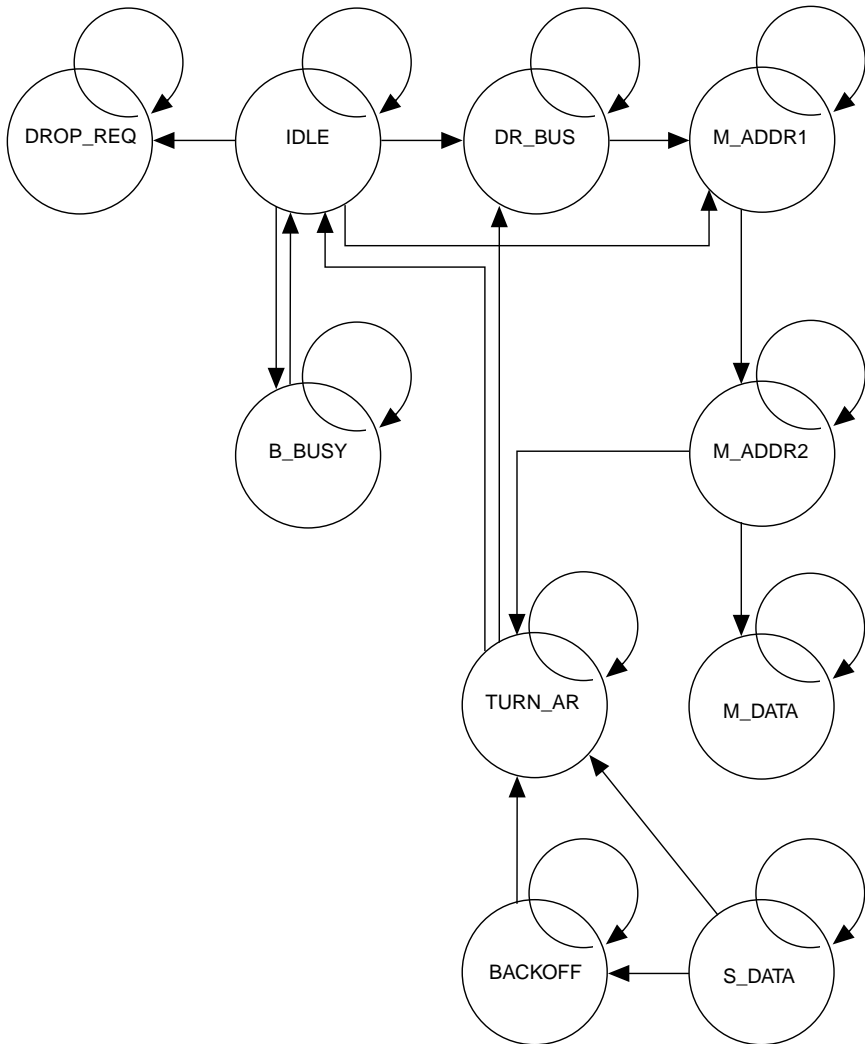 DROP_REQ
IDLE
DR_BUS
M_ADDR1
B_BUSY
M_ADDR2
TURN_AR
M_DATA
BACKOFF
S_DATA